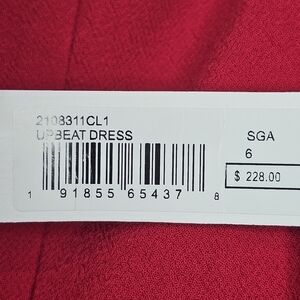 2108311CL1
UPBEAT DRESS
SGA
6
$ 228.00
1 91855 65437 8